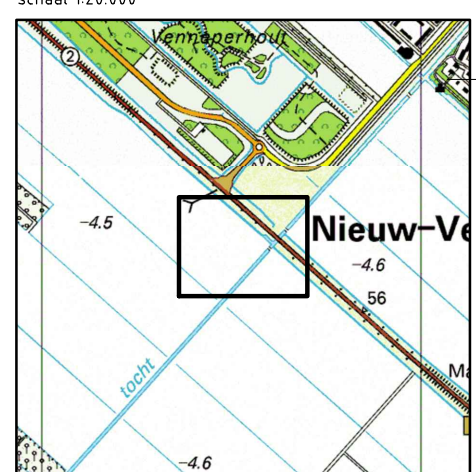 schaal 1:20.000
Venneperhout
2
-4.5
Nieuw-Ve
-4.6
56
Ma
tocht
-4.6